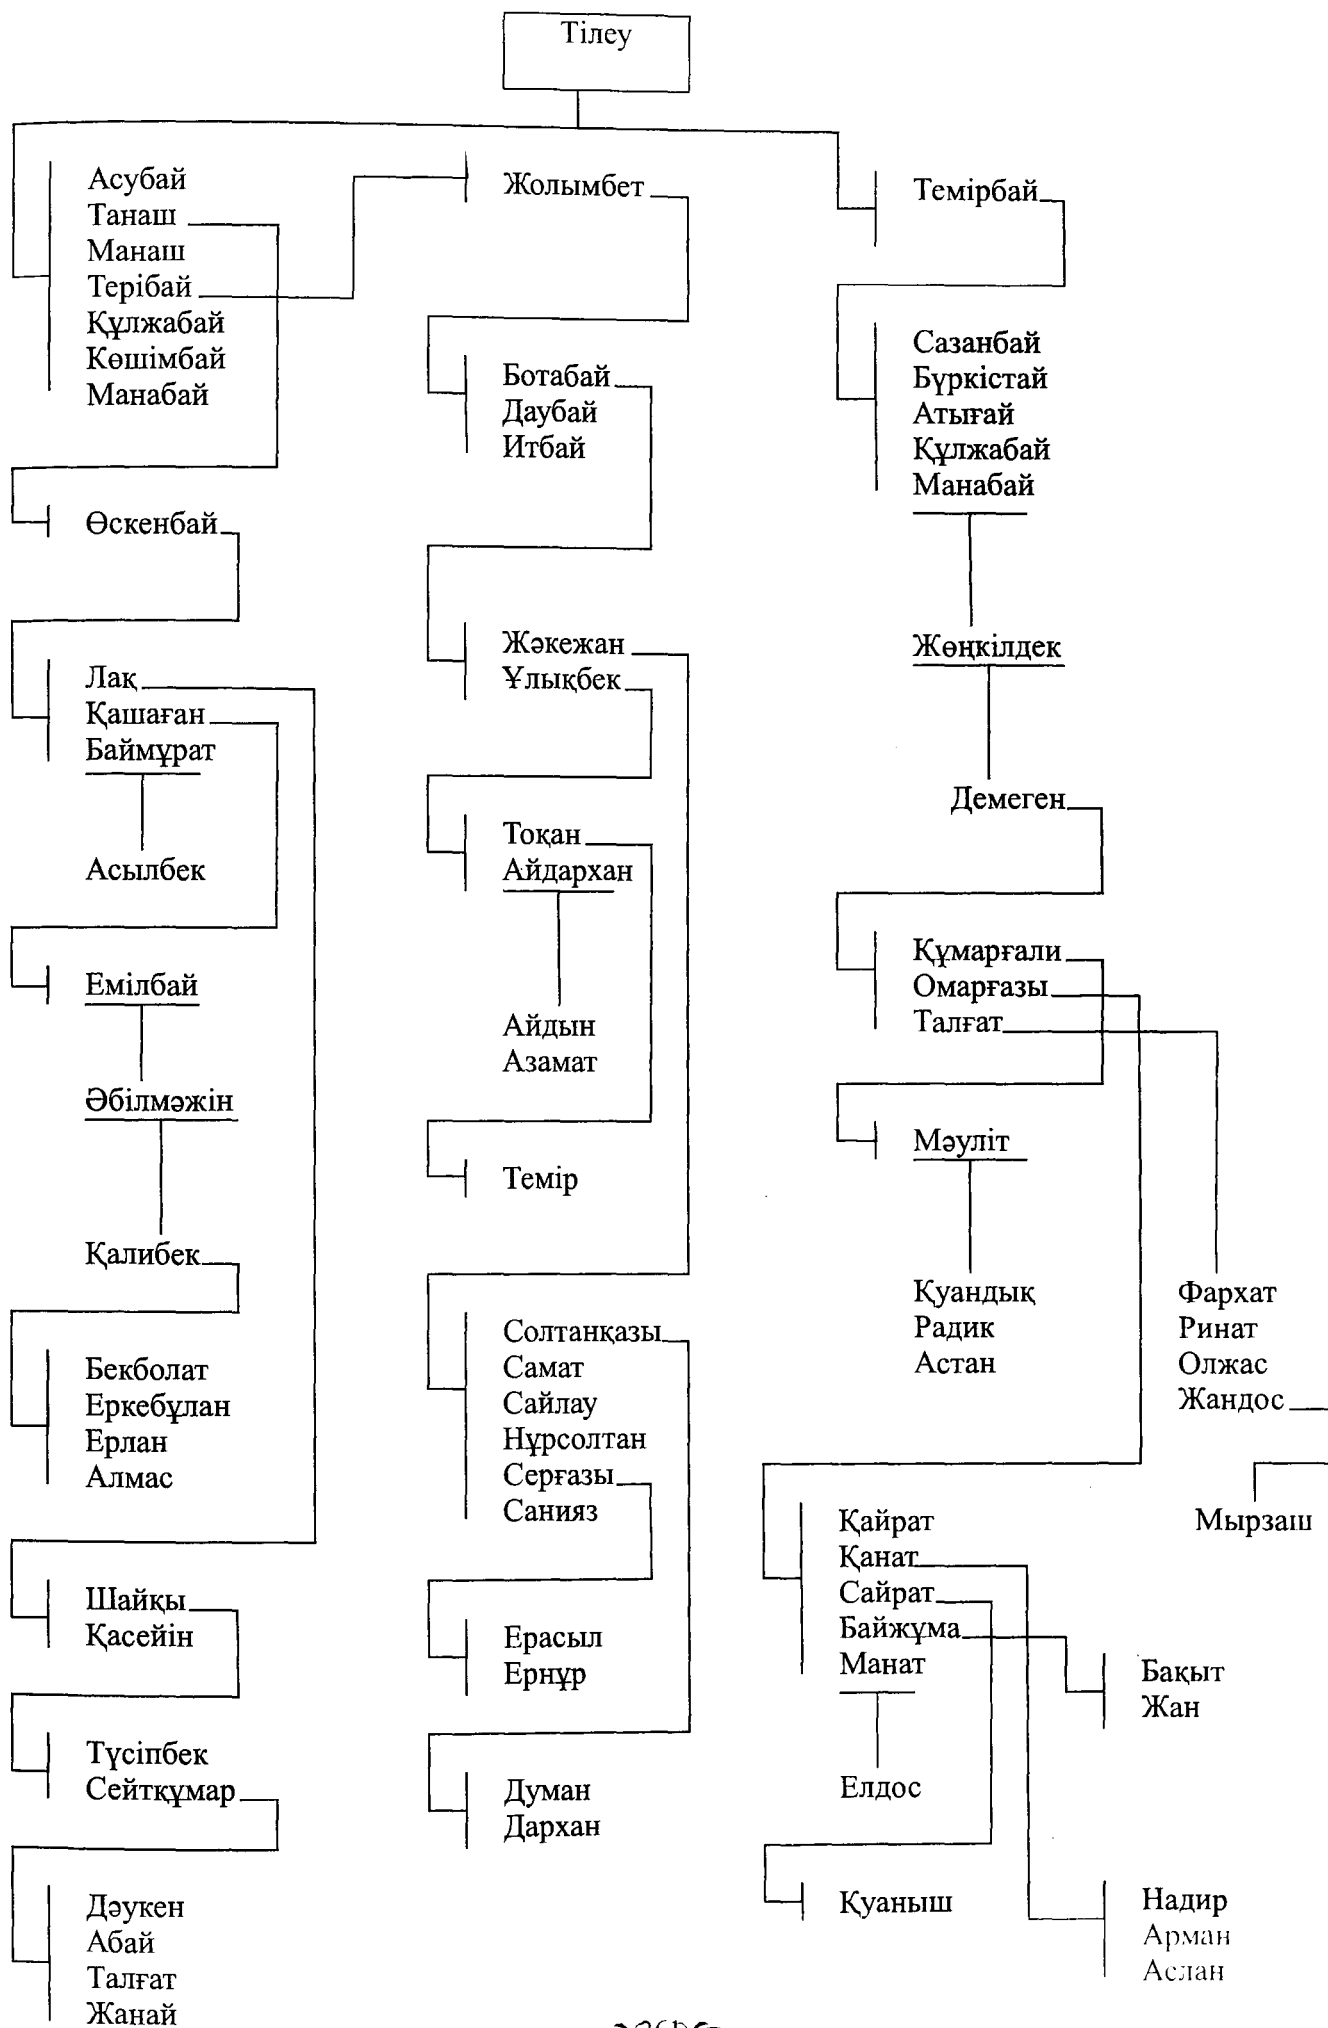 Тілеу
Асубай
Танаш
Манаш
Терібай
Құлжабай
Көшімбай
Манабай
Өскенбай
Лақ
Қашаған
Баймұрат
Асылбек
Емілбай
Әбілмәжін
Қалибек
Бекболат
Еркебұлан
Ерлан
Алмас
Шайқы
Қасейін
Түсіпбек
Сейтқұмар
Дәукен
Абай
Талғат
Жанай
Жолымбет
Ботабай
Даубай
Итбай
Жәкежан
Ұлықбек
Тоқан
Айдархан
Айдын
Азамат
Темір
Солтанқазы
Самат
Сайлау
Нұрсолтан
Серғазы
Санияз
Ерасыл
Ернұр
Думан
Дархан
Темірбай
Сазанбай
Бүркістай
Атығай
Құлжабай
Манабай
Жөңкілдек
Демеген
Құмарғали
Омарғазы
Талғат
Мәуліт
Қуандық
Радик
Астан
Фархат
Ринат
Олжас
Жандос
Мырзаш
Қайрат
Қанат
Сайрат
Байжұма
Манат
Бақыт
Жан
Елдос
Қуаныш
Надир
Арман
Аслан